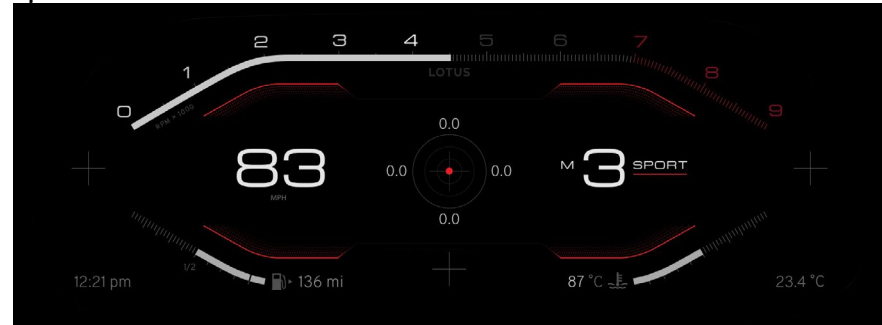 0 1 2 3 4 5 6 7 8 9
RPM × 1000
LOTUS
0.0
83
MPH
0.0 0.0
M 3 SPORT
0.0
1/2
12:21 pm
136 mi
87 °C
23.4 °C